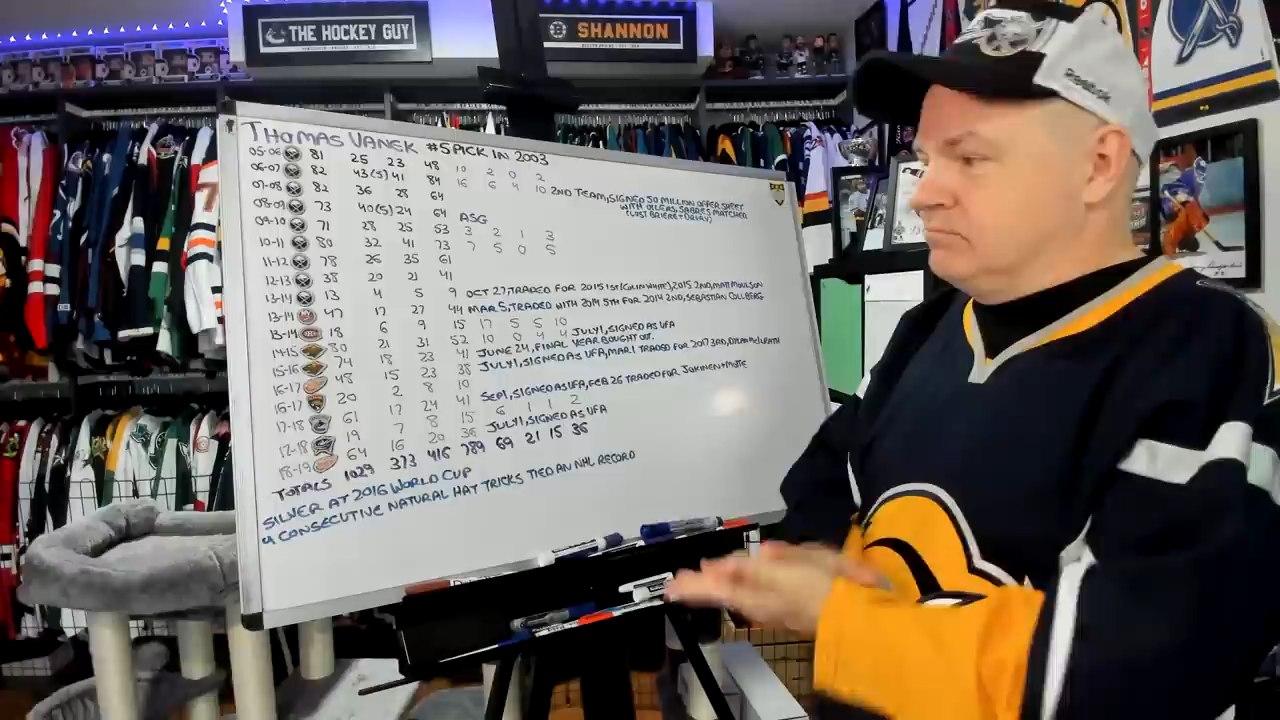 THE HOCKEY GUY
SHANNON
Reebok
THOMAS VANEK #5 PICK IN 2003
05-06 81 25 23 48 10 2 0 2
06-07 82 43(5) 41 84 16 6 4 10 2ND TEAM, SIGNED 50 MILLION OFFER SHEET
WITH OILERS, SABRES MATCHED
(LOST BRIERE + DRURY)
07-08 82 36 28 64
08-09 73 40(5) 24 64 ASG
09-10 71 28 25 53 3 2 1 3
10-11 80 32 41 73 7 5 0 5
11-12 78 26 35 61
12-13 38 20 21 41
13-14 13 4 5 9 OCT 27, TRADED FOR 2015 1ST 2015 2ND, MATT MOULSON
13-14 47 17 27 44 MAR 5, TRADED WITH 2014 5TH FOR 2014 2ND, SEBASTIAN COLLBERG
13-14 18 6 9 15 17 5 5 10
14-15 80 21 31 52 10 0 4 4 JULY 1, SIGNED AS UFA
15-16 74 18 23 41 JUNE 24, FINAL YEAR BOUGHT OUT.
16-17 48 15 23 38 JULY 1, SIGNED AS UFA, MAR 1 TRADED FOR 2017 3RD, DYLAN McILRATH
16-17 20 2 8 10
17-18 61 17 24 41 SEP 1, SIGNED AS UFA, FEB 26 TRADED FOR JOKINEN + MOTTE
17-18 19 7 8 15 6 1 1 2
18-19 64 16 20 36 JULY 1, SIGNED AS UFA
TOTALS 1029 373 416 789 69 21 15 36
SILVER AT 2016 WORLD CUP
4 CONSECUTIVE NATURAL HAT TRICKS TIED AN NHL RECORD